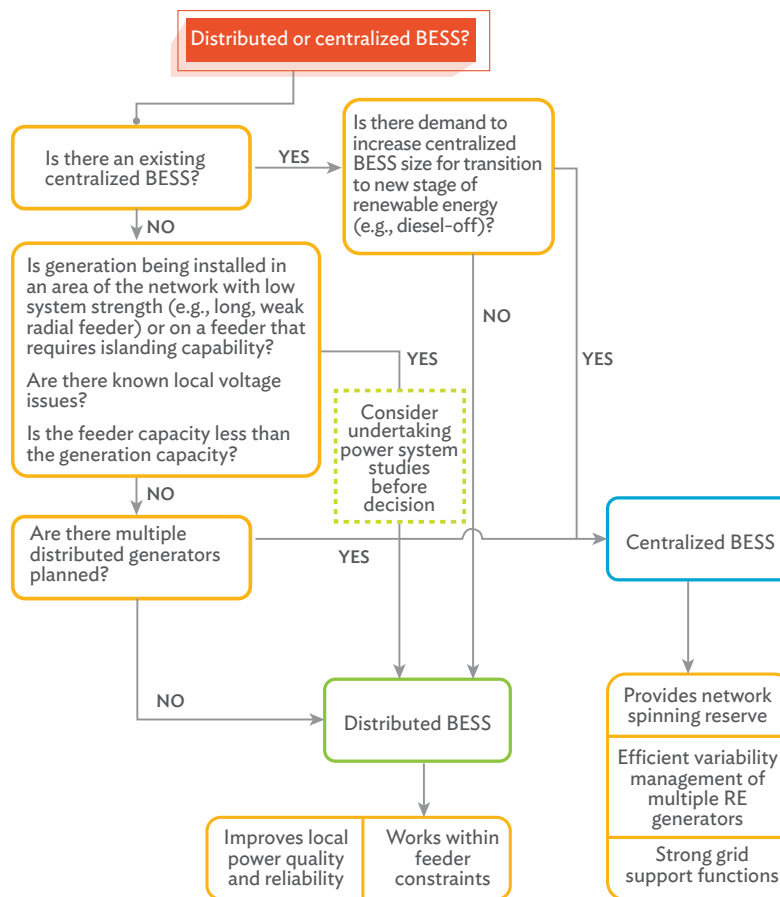 Distributed or centralized BESS?
Is there an existing
centralized BESS?
YES
Is there demand to
increase centralized
BESS size for transition
to new stage of
renewable energy
(e.g., diesel-off)?
NO
Is generation being installed in
an area of the network with low
system strength (e.g., long, weak
radial feeder) or on a feeder that
requires islanding capability?
Are there known local voltage
issues?
Is the feeder capacity less than
the generation capacity?
YES
NO
YES
Consider
undertaking
power system
studies
before
decision
NO
Are there multiple
distributed generators
planned?
YES
Centralized BESS
NO
Distributed BESS
Improves local
power quality
and reliability
Works within
feeder
constraints
Provides network
spinning reserve
Efficient variability
management of
multiple RE
generators
Strong grid
support functions